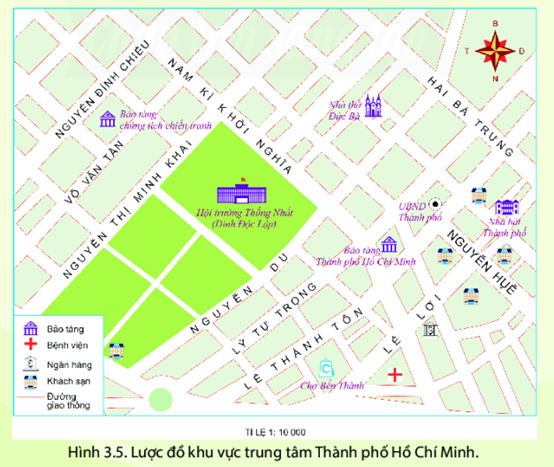 B
T
Đ
N
NGUYỄN ĐÌNH CHIỂU
NAM KÌ KHỞI NGHĨA
HAI BÀ TRƯNG
Bảo tàng
chứng tích chiến tranh
Nhà thờ
Đức Bà
VÕ VĂN TẦN
NGUYỄN THỊ MINH KHAI
Hội trường Thống Nhất
(Dinh Độc Lập)
UBND
Thành phố
Nhà hát
Thành phố
Bảo tàng
Thành phố Hồ Chí Minh
NGUYỄN HUỆ
NGUYỄN DU
LÝ TỰ TRỌNG
LÊ THÁNH TÔN
LÊ LỢI
Chợ Bến Thành
Bảo tàng
Bệnh viện
Ngân hàng
Khách sạn
Đường
giao thông
TỈ LỆ 1: 10 000
Hình 3.5. Lược đồ khu vực trung tâm Thành phố Hồ Chí Minh.